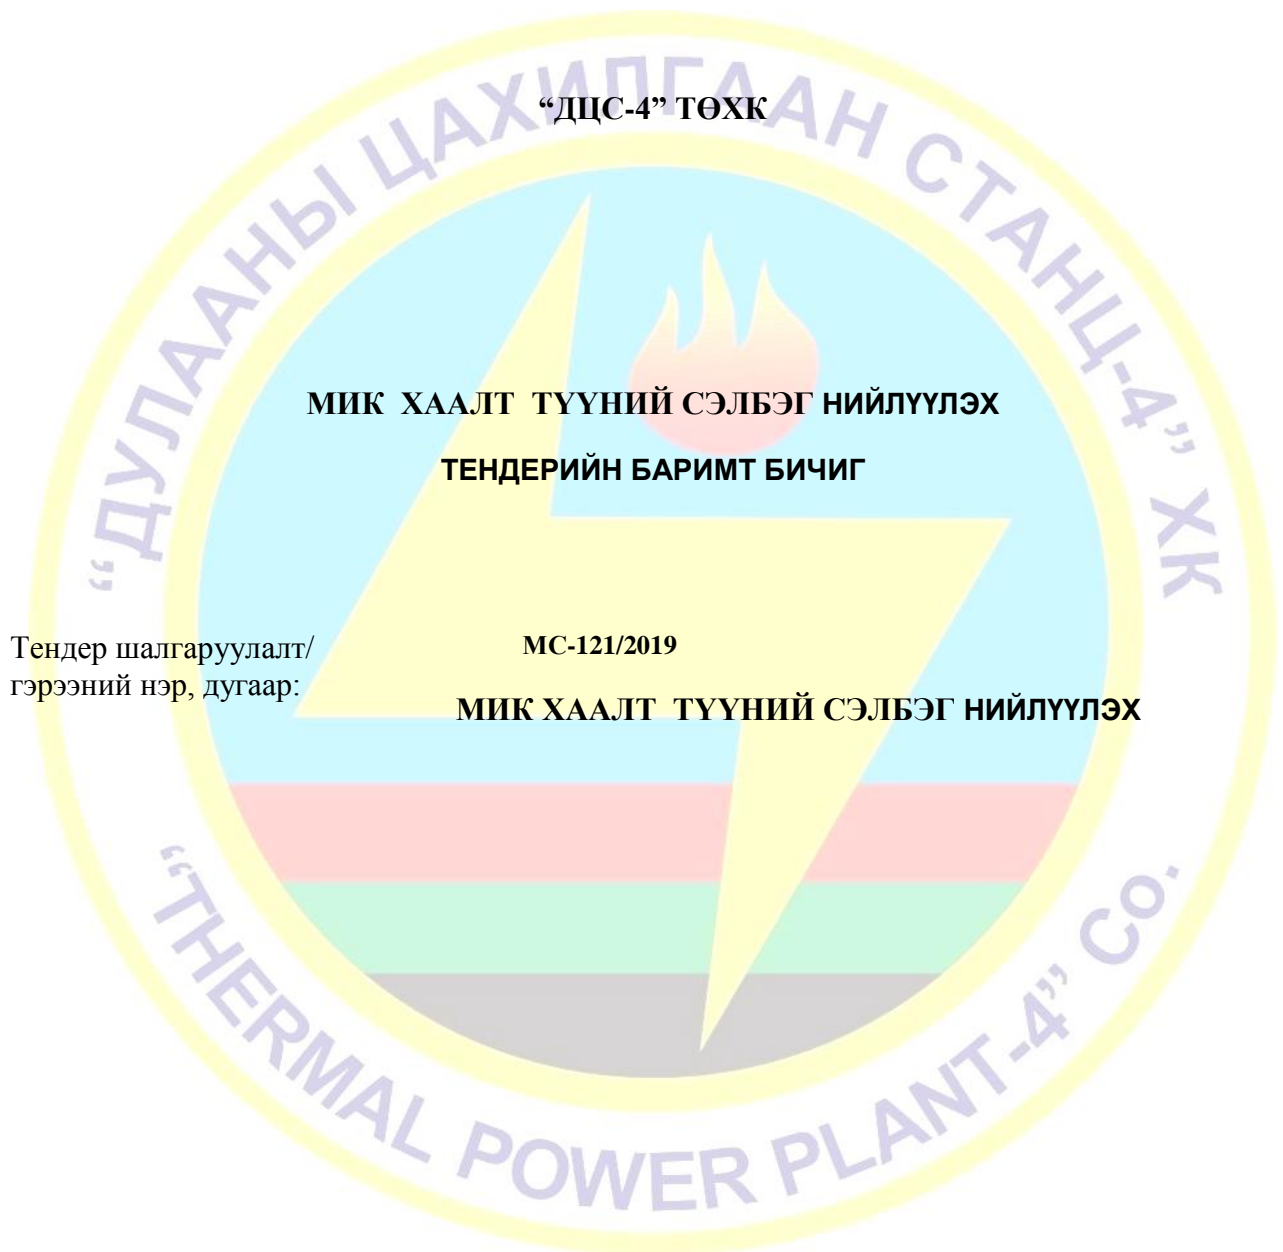 “ДЦС-4” ТӨХК
“ДУЛААНЫ ЦАХИЛГААН СТАНЦ-4” ХК
МИК ХААЛТ ТҮҮНИЙ СЭЛБЭГ НИЙЛҮҮЛЭХ
ТЕНДЕРИЙН БАРИМТ БИЧИГ
Тендер шалгаруулалт/
гэрээний нэр, дугаар:
МС-121/2019
МИК ХААЛТ ТҮҮНИЙ СЭЛБЭГ НИЙЛҮҮЛЭХ
“THERMAL POWER PLANT-4” Co.